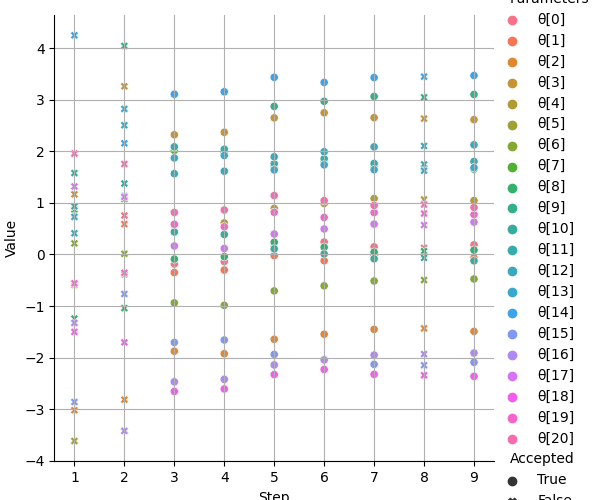 Parameters
θ[0]
θ[1]
θ[2]
θ[3]
θ[4]
θ[5]
θ[6]
θ[7]
θ[8]
θ[9]
θ[10]
θ[11]
θ[12]
θ[13]
θ[14]
θ[15]
θ[16]
θ[17]
θ[18]
θ[19]
θ[20]
Accepted
True
False
4
3
2
1
0
−1
−2
−3
−4
Value
1 2 3 4 5 6 7 8 9
Step